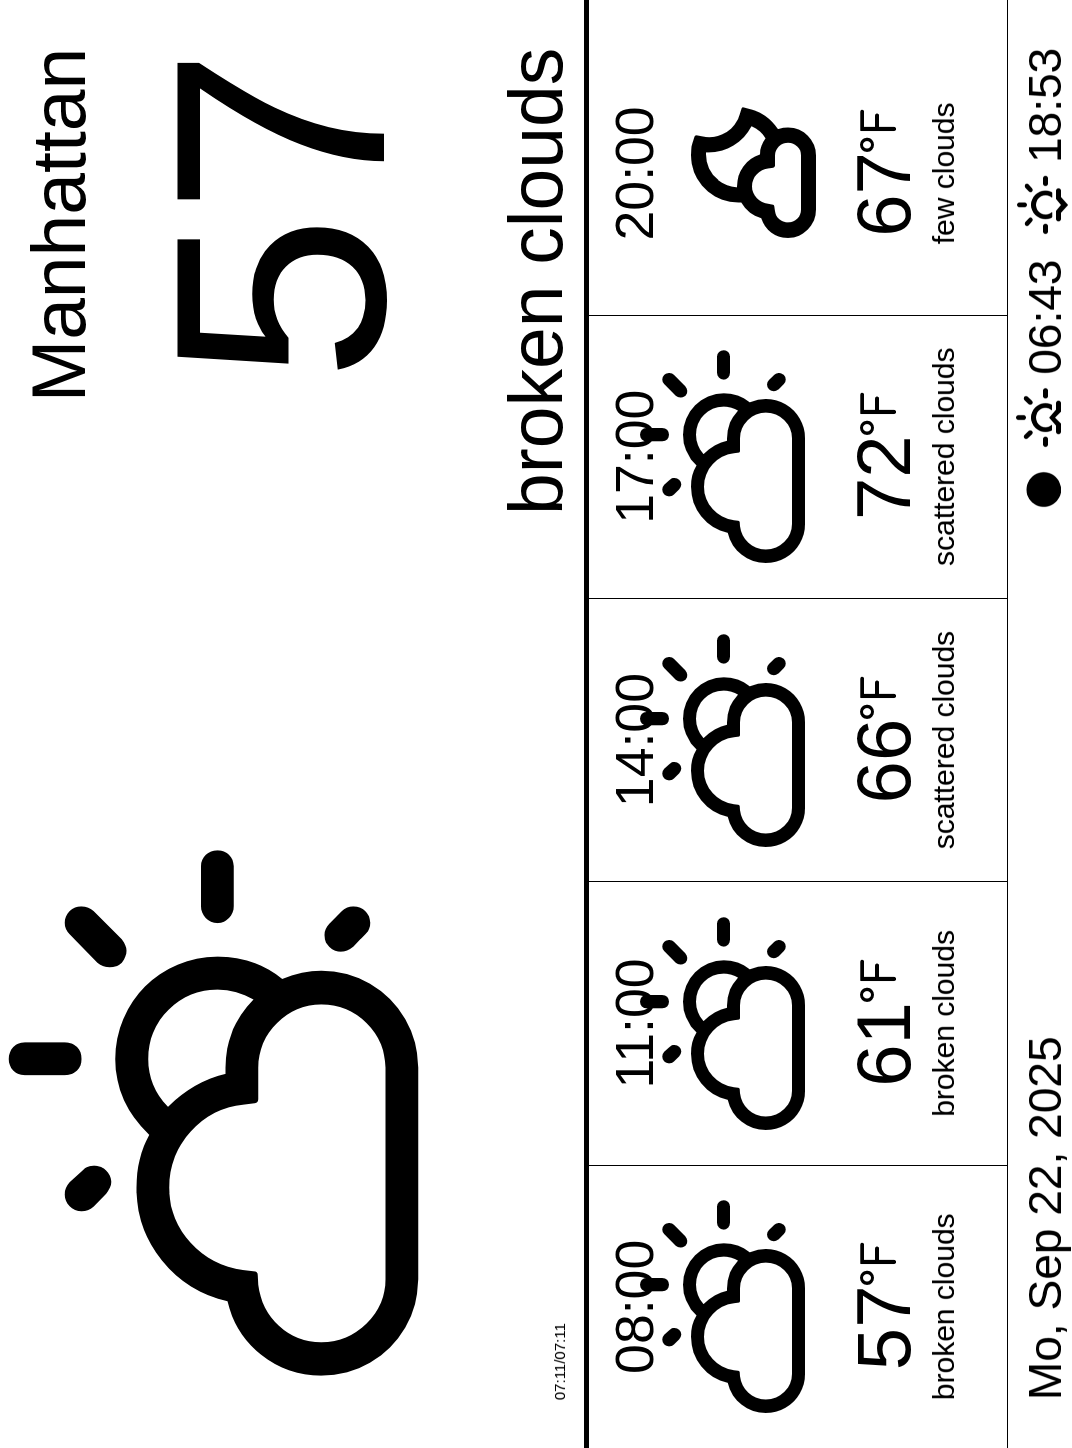 Manhattan
57
broken clouds
07:11/07:11
08:00
57°F
broken clouds
11:00
61°F
broken clouds
14:00
66°F
scattered clouds
17:00
72°F
scattered clouds
20:00
67°F
few clouds
Mo, Sep 22, 2025
06:43
18:53